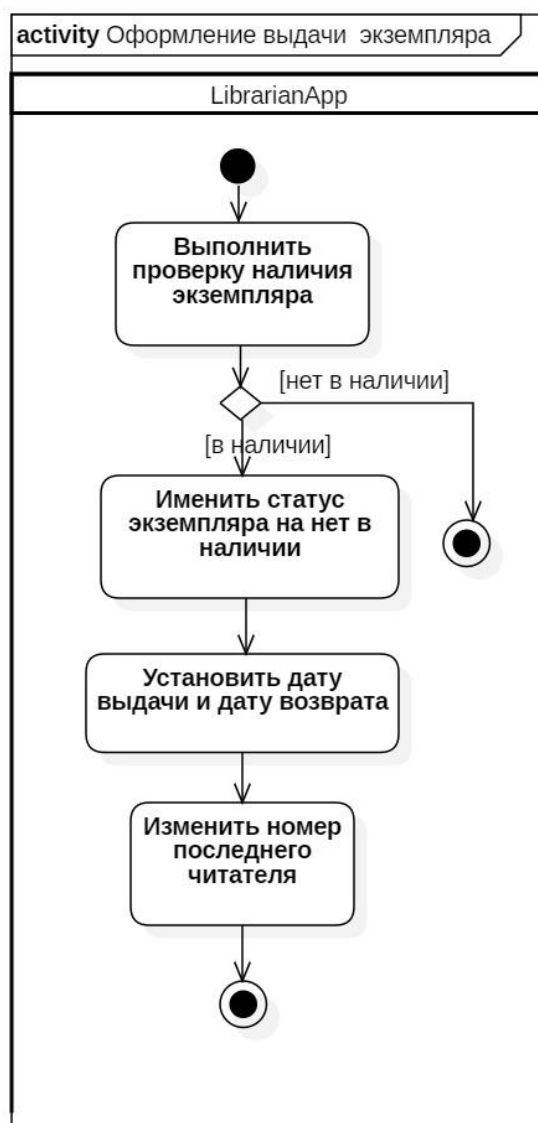 activity Оформление выдачи экземпляра
LibrarianApp
Выполнить
проверку наличия
экземпляра
[нет в наличии]
[в наличии]
Именить статус
экземпляра на нет в
наличии
Установить дату
выдачи и дату возврата
Изменить номер
последнего
читателя